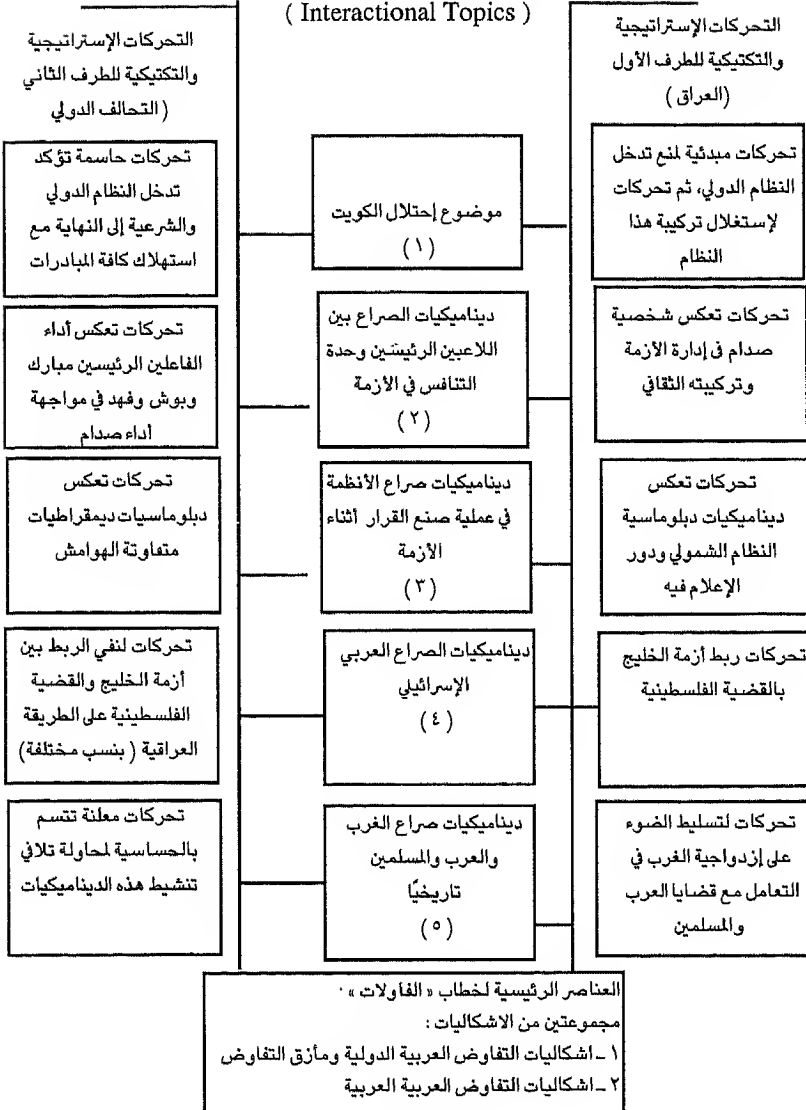 ( Interactional Topics )
التحركات الإستراتيجية
والتكتيكية للطرف الأول
(العراق )
التحركات الإستراتيجية
والتكتيكية للطرف الثاني
( التحالف الدولي
تحركات مبدئية لمنع تدخل
النظام الدولي، ثم تحركات
لإستغلال تركيبة هذا
النظام
موضوع إحتلال الكويت
( ١ )
تحركات حاسمة تؤكد
تدخل النظام الدولي
والشرعية إلى النهاية مع
استهلاك كافة المبادرات
تحركات تعكس شخصية
صدام فى إدارة الأزمة
وتركيبته الثقافي
ديناميكيات الصراع بين
اللاعبين الرئيسين وحدة
التنافس في الأزمة
( ٢ )
تحركات تعكس أداء
الفاعلين الرئيسين مبارك
وبوش وفهد في مواجهة
أداء صدام
تحركات تعكس
ديناميكيات دبلوماسية
النظام الشمولي ودور
الإعلام فيه
ديناميكيات صراع الأنظمة
في عملية صنع القرار أثناء
الأزمة
( ٣ )
تحركات تعكس
دبلوماسيات ديمقراطيات
متفاوتة الهوامش
تحركات ربط أزمة الخليج
بالقضية الفلسطينية
ديناميكيات الصراع العربي
الإسرائيلي
( ٤ )
تحركات لنفي الربط بين
أزمة الخليج والقضية
الفلسطينية على الطريقة
العراقية ( بنسب مختلفة)
تحركات لتسليط الضوء
على إزدواجية الغرب في
التعامل مع قضايا العرب
والمسلمين
ديناميكيات صراع الغرب
والعرب والمسلمين
تاريخيًا
( ٥ )
تحركات معلنة تتسم
بالحساسية لمحاولة تلافي
تنشيط هذه الديناميكيات
العناصر الرئيسية لخطاب « الفاولات » ٠
مجموعتين من الاشكاليات :
١ ـ اشكاليات التفاوض العربية الدولية ومأزق التفاوض
٢ ـ اشكاليات التفاوض العربية العربية